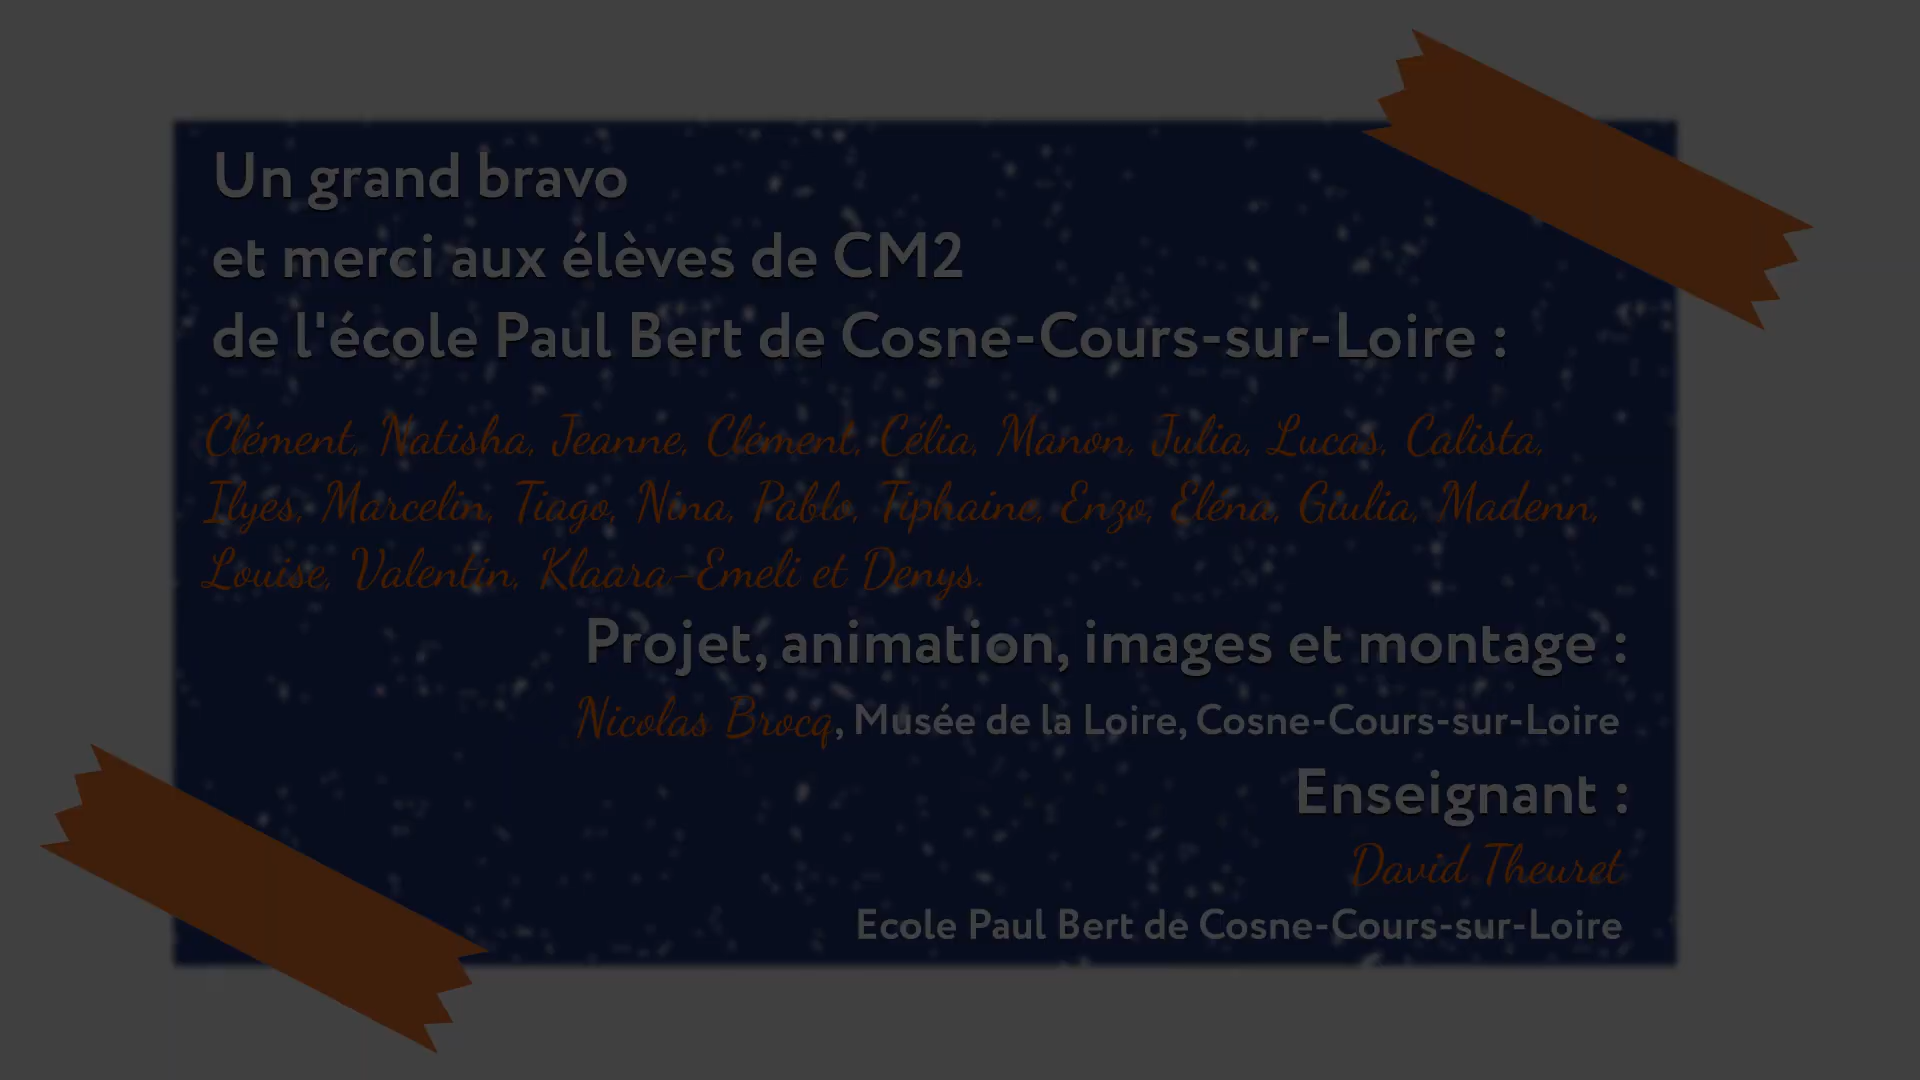 Un grand bravo
et merci aux élèves de CM2
de l'école Paul Bert de Cosne-Cours-sur-Loire :
Clément, Natisha, Jeanne, Clément, Célia, Manon, Julia, Lucas, Calista,
Ilyes, Marcelin, Tiago, Nina, Pablo, Tiphaine, Enzo, Eléna, Giulia, Madenn,
Louise, Valentin, Klaara-Emeli et Denys.
Projet, animation, images et montage :
Nicolas Brocq, Musée de la Loire, Cosne-Cours-sur-Loire
Enseignant :
David Theuret
Ecole Paul Bert de Cosne-Cours-sur-Loire